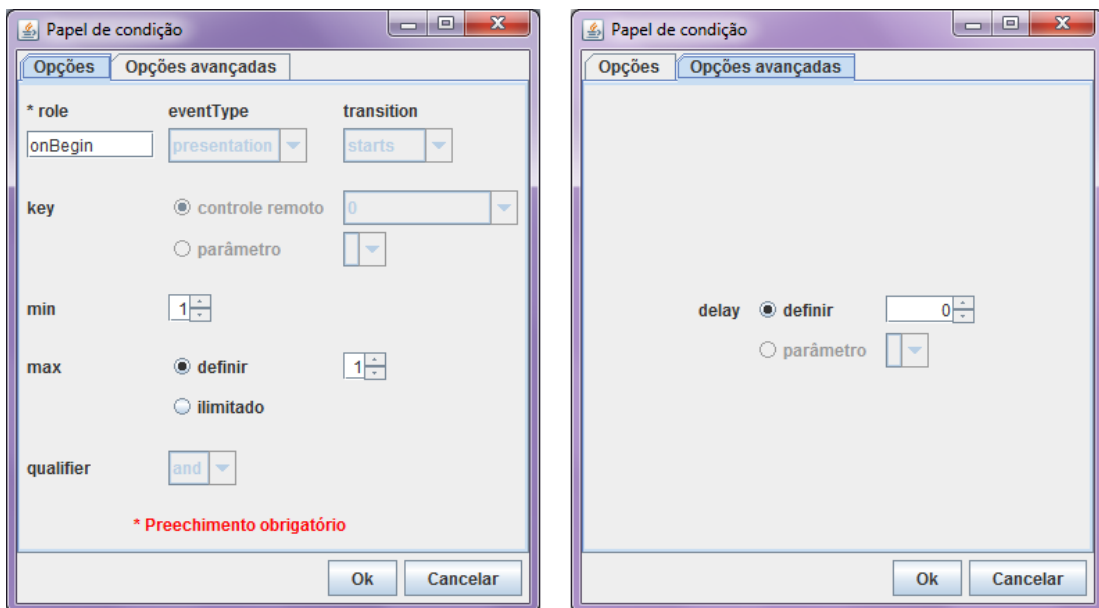 Papel de condição
Opções Opções avançadas
* role eventType transition
onBegin presentation starts
key controle remoto 0
parâmetro
min 1
max definir 1
ilimitado
qualifier and
* Preechimento obrigatório
Ok Cancelar
Papel de condição
Opções Opções avançadas
delay definir 0
parâmetro
Ok Cancelar